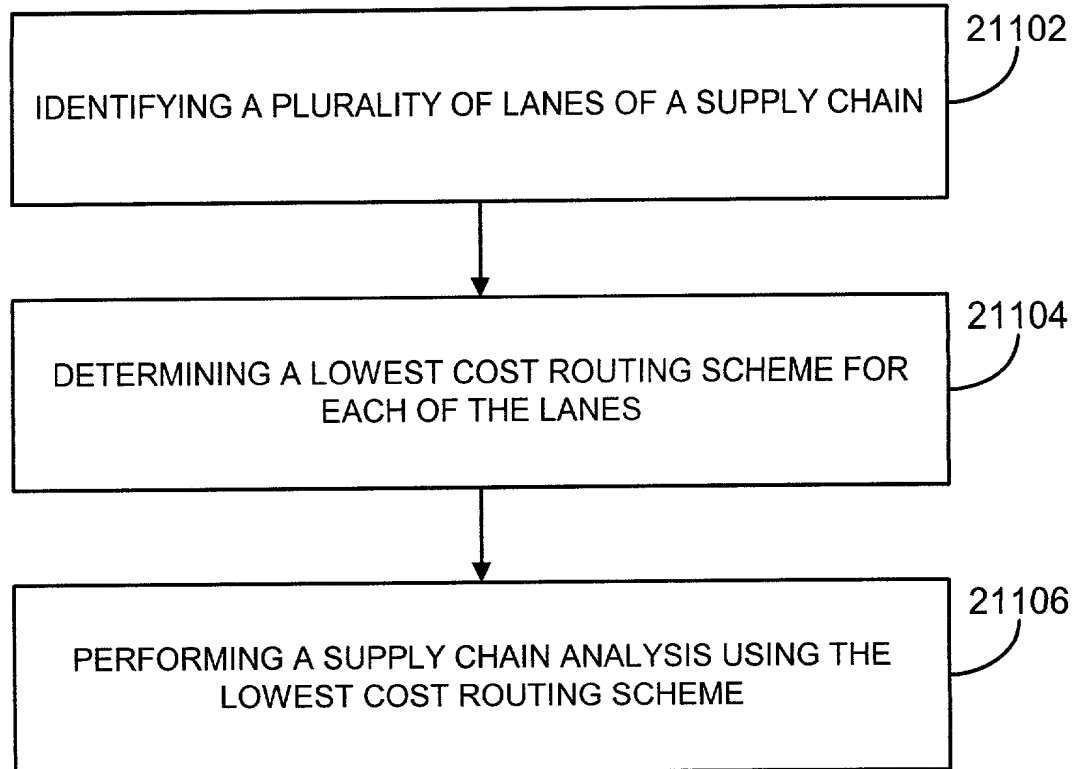 21102
IDENTIFYING A PLURALITY OF LANES OF A SUPPLY CHAIN
21104
DETERMINING A LOWEST COST ROUTING SCHEME FOR
EACH OF THE LANES
21106
PERFORMING A SUPPLY CHAIN ANALYSIS USING THE
LOWEST COST ROUTING SCHEME